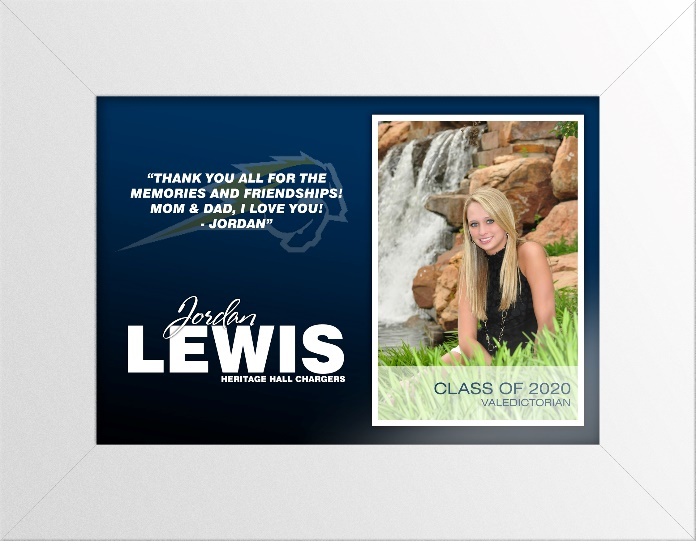 “THANK YOU ALL FOR THE
MEMORIES AND FRIENDSHIPS!
MOM & DAD, I LOVE YOU!
- JORDAN”
Jordan
LEWIS
HERITAGE HALL CHARGERS
CLASS OF 2020
VALEDICTORIAN